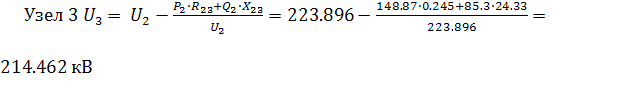 Узел 3 U₃ = U₂ − (P₂·R₂₃+Q₂·X₂₃)/U₂ = 223.896 − (148.87·0.245+85.3·24.33)/223.896 =
214.462 кВ